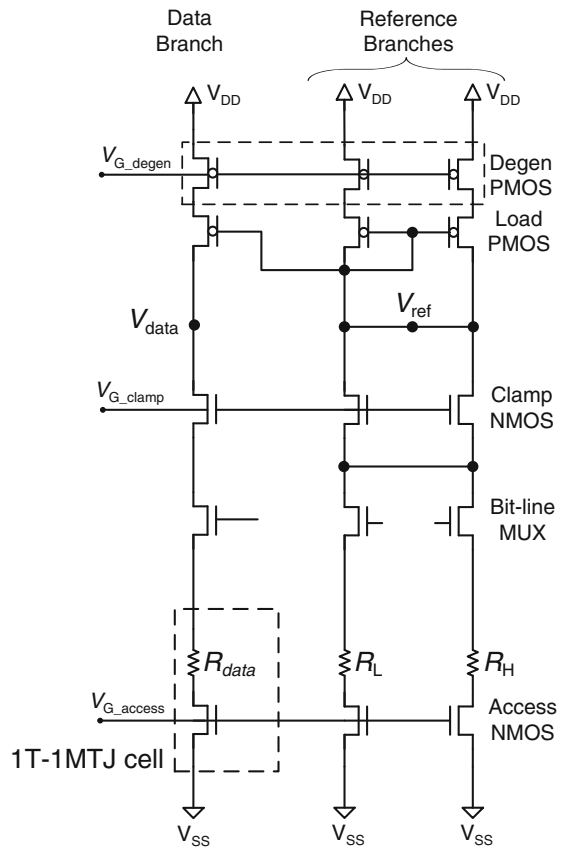 Data
Branch
Reference
Branches
V_DD
V_DD
V_DD
V_G_degen
Degen
PMOS
Load
PMOS
V_data
V_ref
V_G_clamp
Clamp
NMOS
Bit-line
MUX
R_data
R_L
R_H
V_G_access
Access
NMOS
1T-1MTJ cell
V_SS
V_SS
V_SS